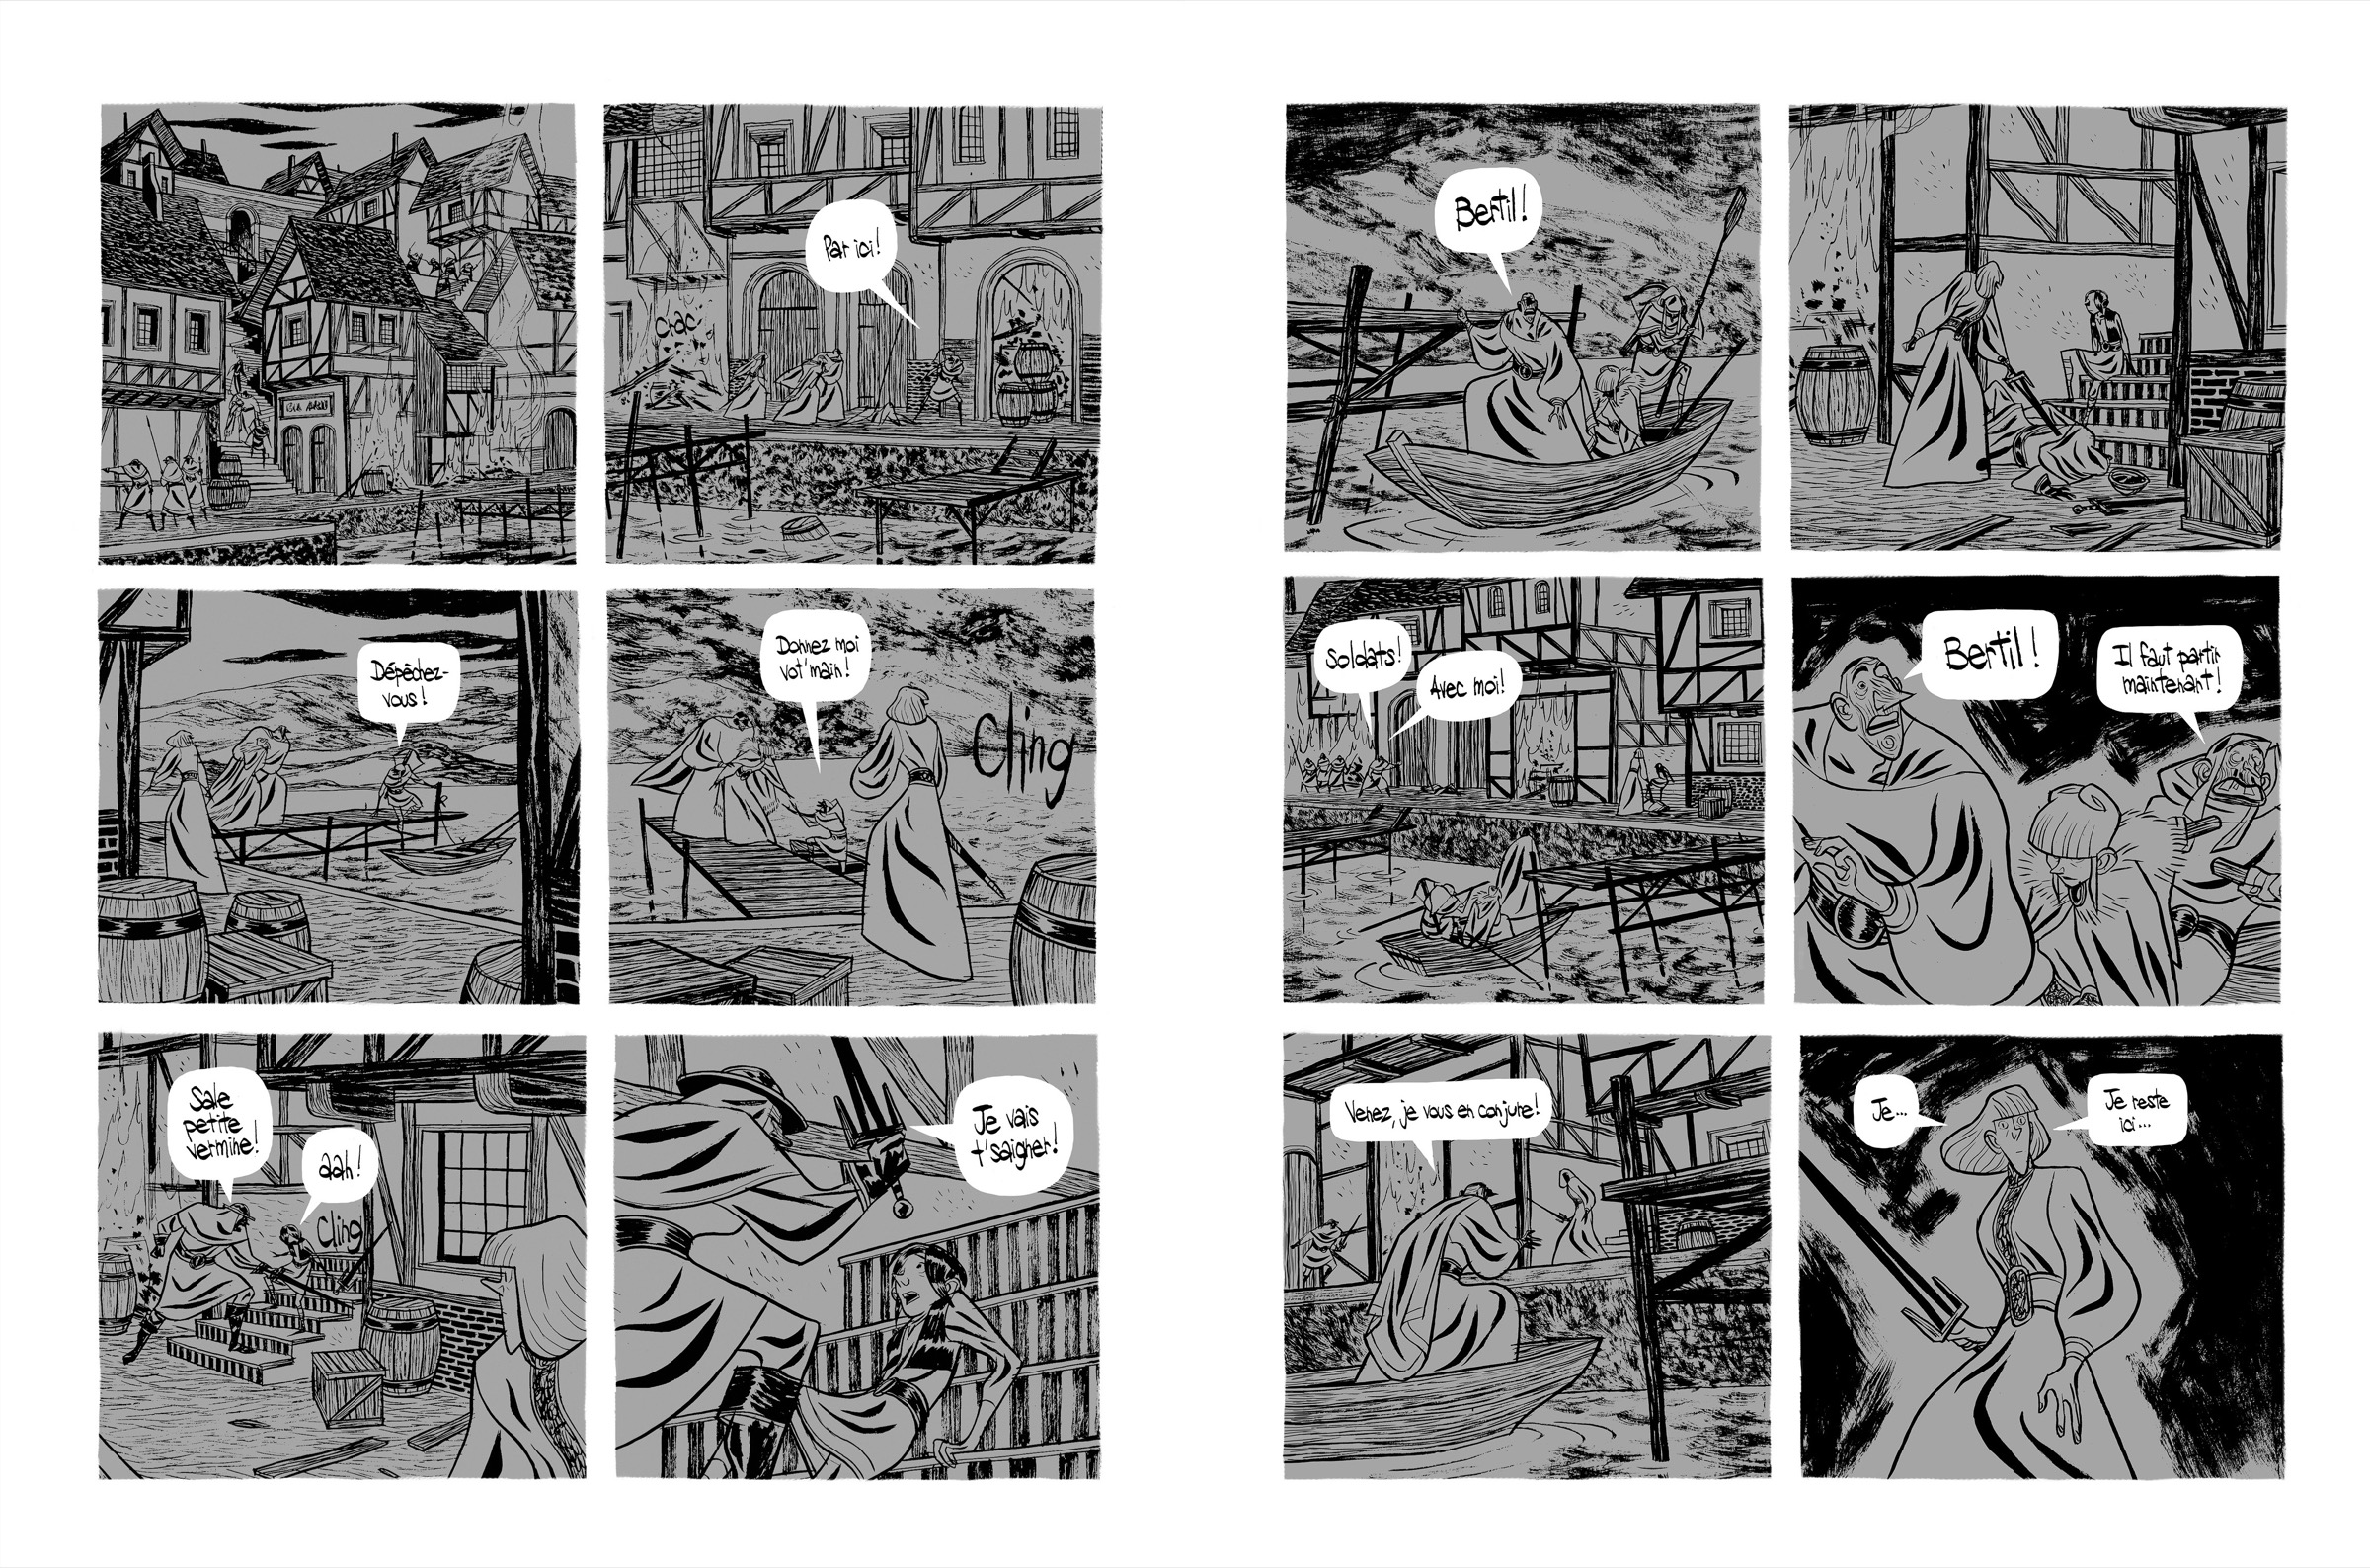 Par ici!
Crac
Dépêchez-
vous!
Donnez moi
vot'main!
Cling
Sale
petite
vermine!
aah!
Cling
Je vais
t'saigner!
Bertil!
Soldats!
Avec moi!
Bertil!
Il faut partir
maintenant!
Venez, je vous en conjure!
Je...
Je reste
ici...